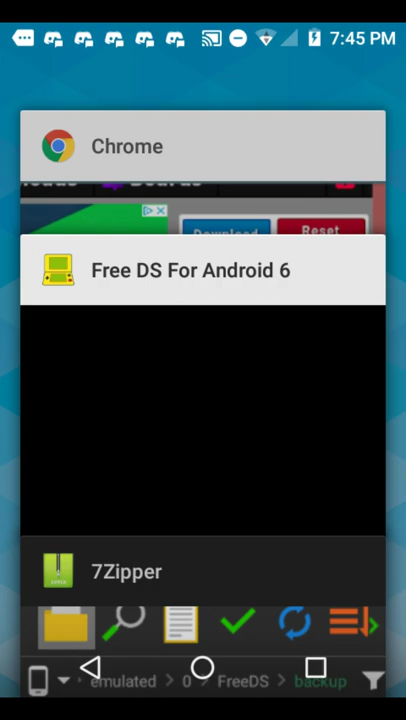 7:45 PM
Chrome
Download
Reset
Free DS For Android 6
7Zipper
emulated > 0 > FreeDS > backup